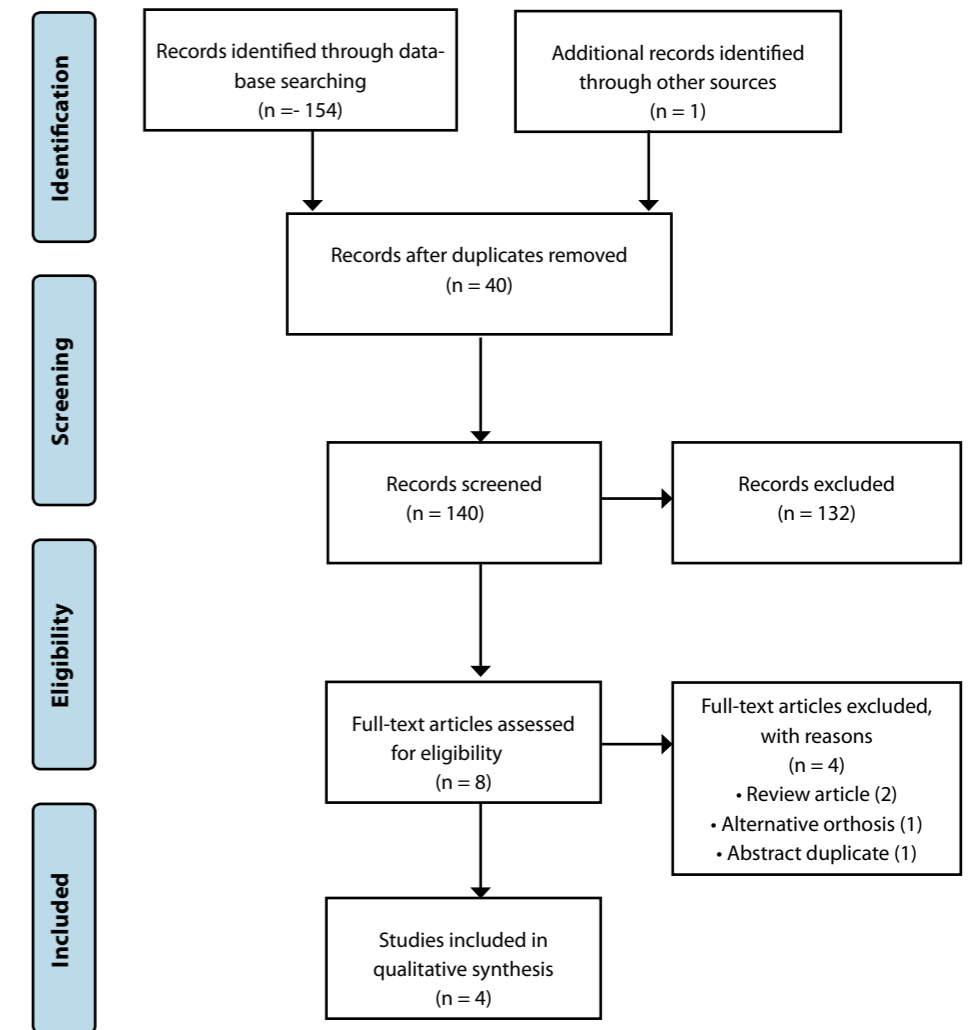 Identification
Records identified through data-
base searching
(n =- 154)
Additional records identified
through other sources
(n = 1)
Records after duplicates removed
(n = 40)
Screening
Records screened
(n = 140)
Records excluded
(n = 132)
Eligibility
Full-text articles assessed
for eligibility
(n = 8)
Full-text articles excluded,
with reasons
(n = 4)
• Review article (2)
• Alternative orthosis (1)
• Abstract duplicate (1)
Included
Studies included in
qualitative synthesis
(n = 4)